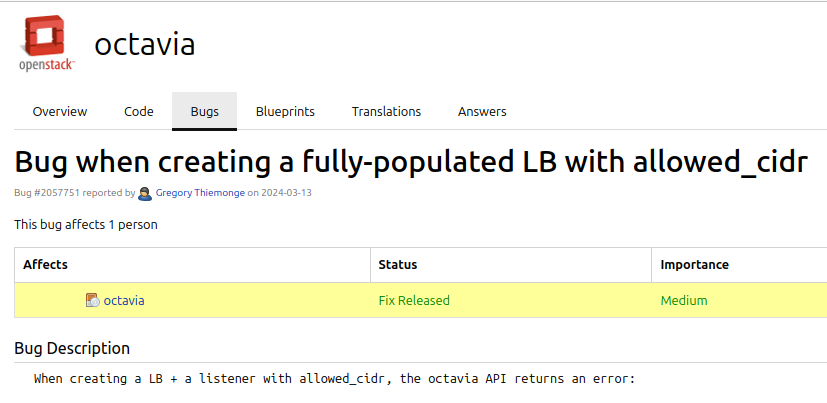 openstack
octavia
Overview Code Bugs Blueprints Translations Answers
Bug when creating a fully-populated LB with allowed_cidr
Bug #2057751 reported by Gregory Thiemonge on 2024-03-13
This bug affects 1 person
Affects Status Importance
octavia Fix Released Medium
Bug Description
When creating a LB + a listener with allowed_cidr, the octavia API returns an error: